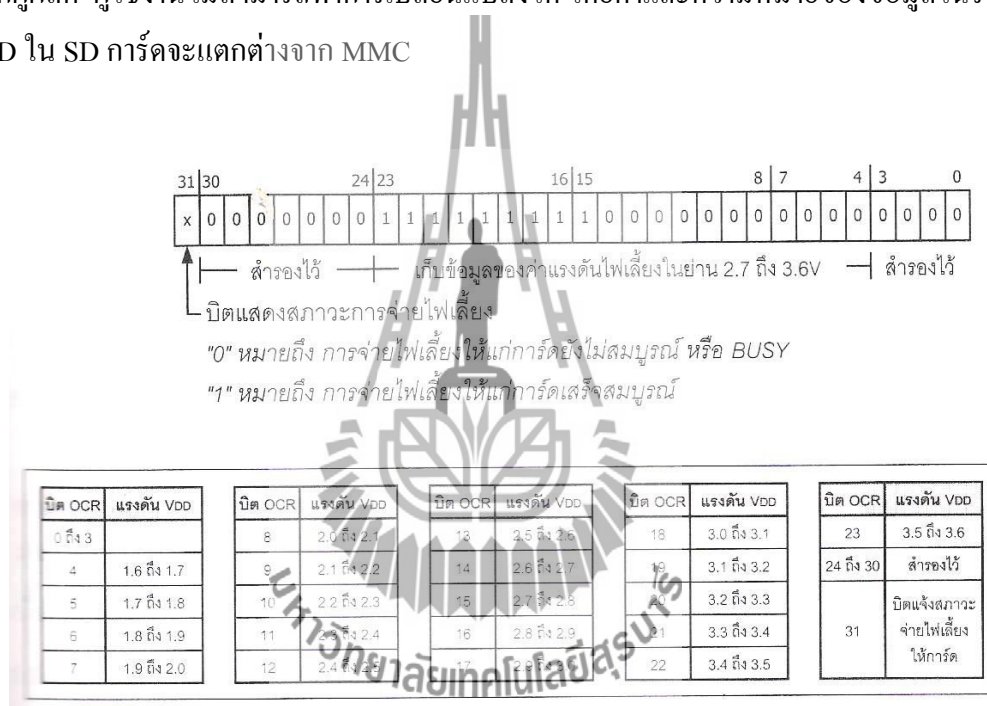 D ใน SD การ์ดจะแตกต่างจาก MMC
31 30 24 23 16 15 8 7 4 3 0
x 0 0 0 0 0 0 0 1 1 1 1 1 1 1 1 1 0 0 0 0 0 0 0 0 0 0 0 0 0 0 0
สำรองไว้ เก็บข้อมูลของค่าแรงดันไฟเลี้ยงในย่าน 2.7 ถึง 3.6V สำรองไว้
บิตแสดงสภาวะการจ่ายไฟเลี้ยง
"0" หมายถึง การจ่ายไฟเลี้ยงให้แก่การ์ดยังไม่สมบูรณ์ หรือ BUSY
"1" หมายถึง การจ่ายไฟเลี้ยงให้แก่การ์ดเสร็จสมบูรณ์
บิต OCR แรงดัน VDD
0 ถึง 3
4 1.6 ถึง 1.7
5 1.7 ถึง 1.8
6 1.8 ถึง 1.9
7 1.9 ถึง 2.0
บิต OCR แรงดัน VDD
8 2.0 ถึง 2.1
9 2.1 ถึง 2.2
10 2.2 ถึง 2.3
11 2.3 ถึง 2.4
12 2.4 ถึง 2.5
บิต OCR แรงดัน VDD
13 2.5 ถึง 2.6
14 2.6 ถึง 2.7
15 2.7 ถึง 2.8
16 2.8 ถึง 2.9
17 2.9 ถึง 3.0
บิต OCR แรงดัน VDD
18 3.0 ถึง 3.1
19 3.1 ถึง 3.2
20 3.2 ถึง 3.3
21 3.3 ถึง 3.4
22 3.4 ถึง 3.5
บิต OCR แรงดัน VDD
23 3.5 ถึง 3.6
24 ถึง 30 สำรองไว้
31 บิตแจ้งสภาวะ
จ่ายไฟเลี้ยง
ให้การ์ด
มหาวิทยาลัยเทคโนโลยีสุรนารี